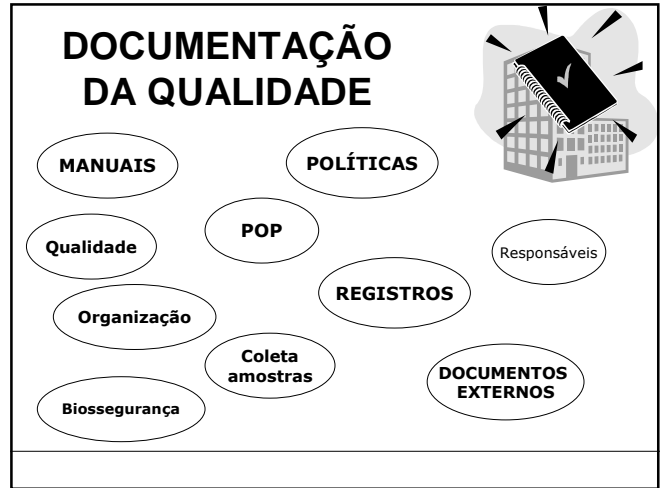 DOCUMENTAÇÃO
DA QUALIDADE
MANUAIS
POLÍTICAS
POP
Qualidade
Responsáveis
REGISTROS
Organização
Coleta
amostras
DOCUMENTOS
EXTERNOS
Biossegurança